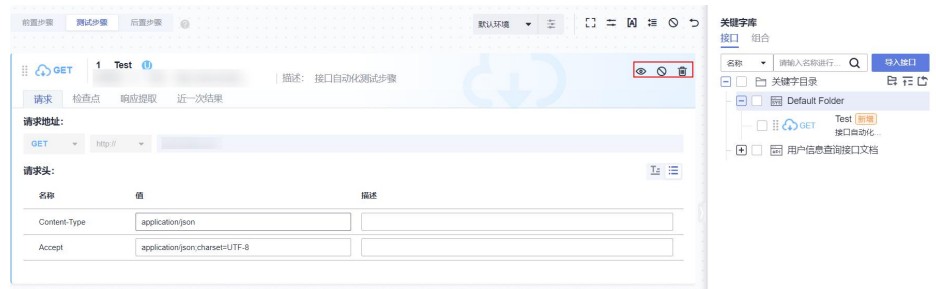 前置步骤 测试步骤 后置步骤
默认环境
GET 1 Test
描述： 接口自动化测试步骤
请求 检查点 响应提取 近一次结果
请求地址：
GET http://
请求头：
名称 值 描述
Content-Type application/json
Accept application/json;charset=UTF-8
关键字库
接口 组合
名称 请输入名称进行... 导入接口
关键字目录
Default Folder
GET Test 新增
接口自动化...
用户信息查询接口文档